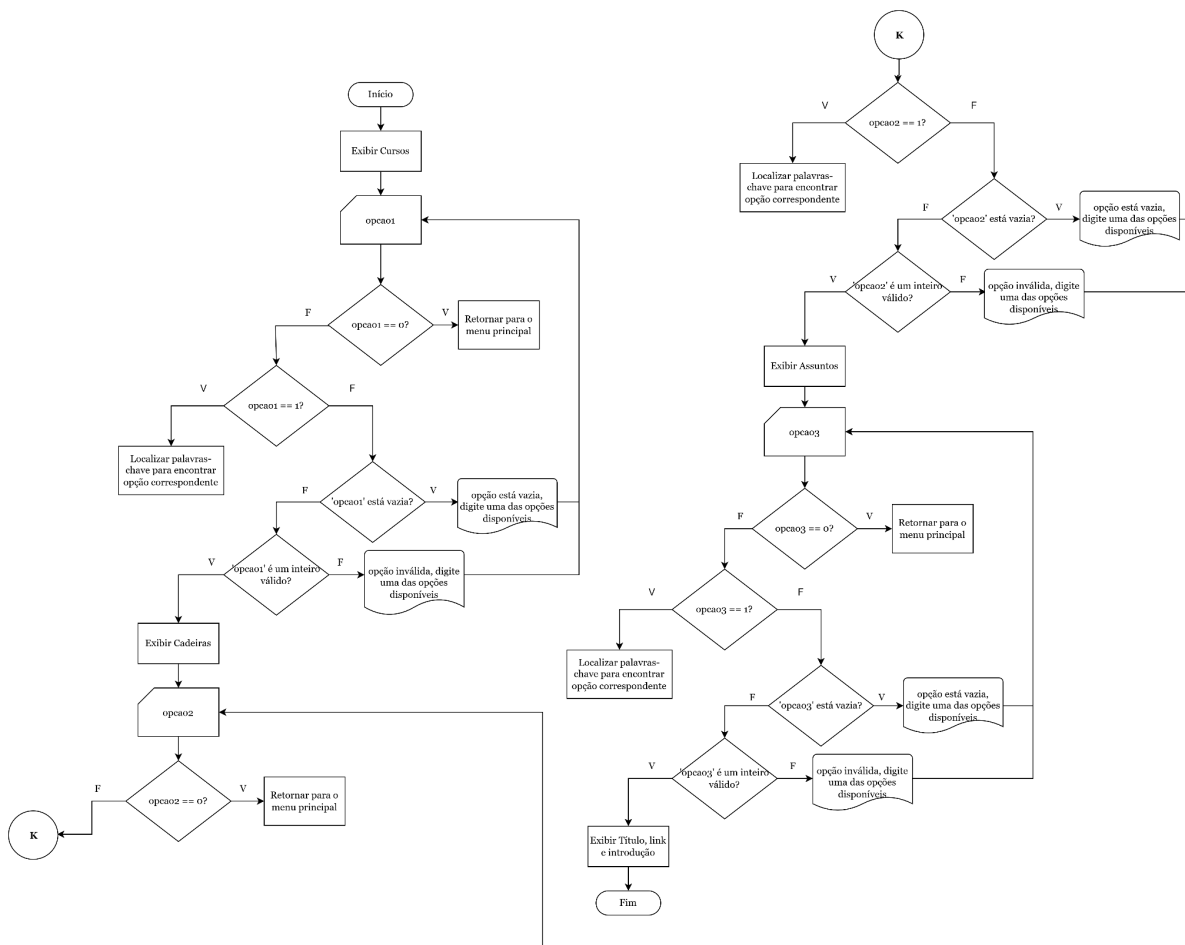 Início
Exibir Cursos
opcao1
opcao1 == 0?
F
V
Retornar para o
menu principal
opcao1 == 1?
V
F
Localizar palavras-
chave para encontrar
opção correspondente
'opcao1' está vazia?
F
V
opção está vazia,
digite uma das opções
disponíveis
'opcao1' é um inteiro
válido?
V
F
opção inválida, digite
uma das opções
disponíveis
Exibir Cadeiras
opcao2
opcao2 == 0?
F
V
Retornar para o
menu principal
K
K
opcao2 == 1?
V
F
Localizar palavras-
chave para encontrar
opção correspondente
'opcao2' está vazia?
F
V
opção está vazia,
digite uma das opções
disponíveis
'opcao2' é um inteiro
válido?
V
F
opção inválida, digite
uma das opções
disponíveis
Exibir Assuntos
opcao3
opcao3 == 0?
F
V
Retornar para o
menu principal
opcao3 == 1?
V
F
Localizar palavras-
chave para encontrar
opção correspondente
'opcao3' está vazia?
F
V
opção está vazia,
digite uma das opções
disponíveis
'opcao3' é um inteiro
válido?
V
F
opção inválida, digite
uma das opções
disponíveis
Exibir Título, link
e introdução
Fim